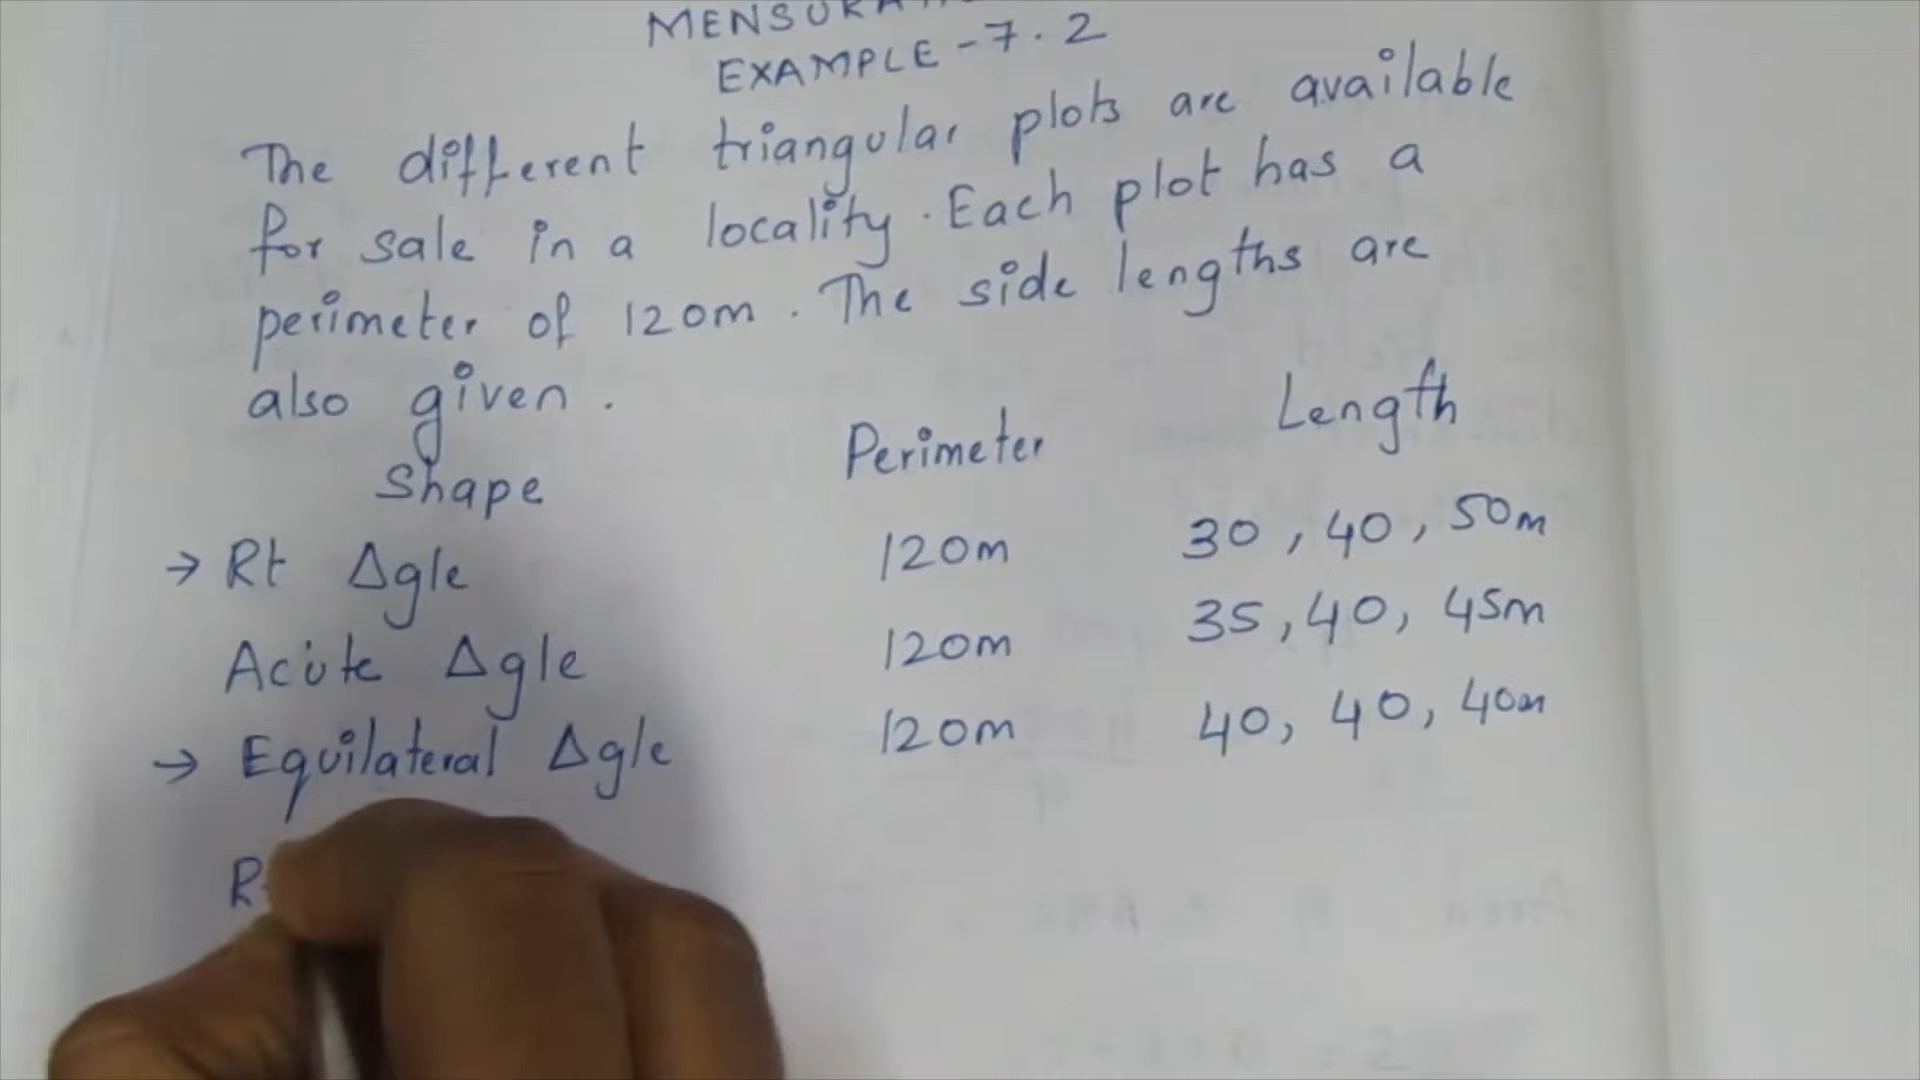 EXAMPLE - 7.2
The different triangular plots are available
for sale in a locality. Each plot has a
perimeter of 120m. The side lengths are
also given.
Shape Perimeter Length
→ Rt Δgle 120m 30, 40, 50m
Acute Δgle 120m 35, 40, 45m
→ Equilateral Δgle 120m 40, 40, 40m